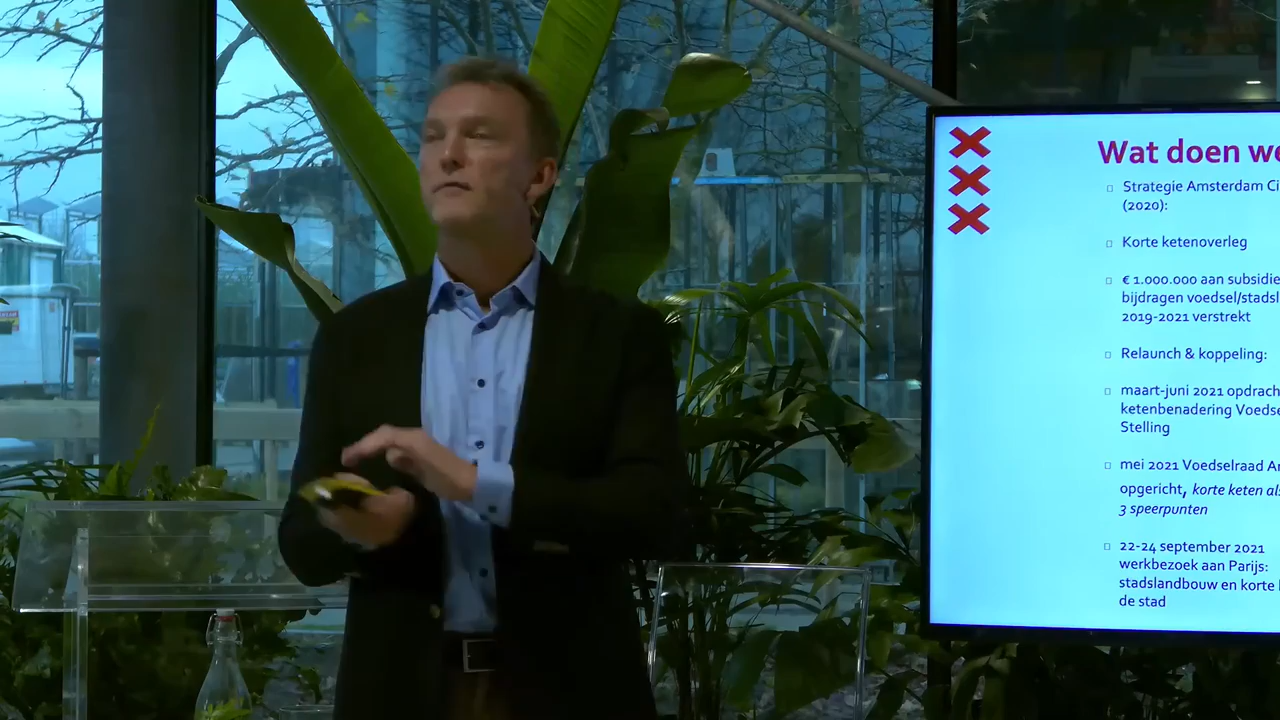 Wat doen we
Strategie Amsterdam Ci
(2020):
Korte ketenoverleg
€ 1.000.000 aan subsidie
bijdragen voedsel/stadsl
2019-2021 verstrekt
Relaunch & koppeling:
maart-juni 2021 opdrach
ketenbenadering Voedse
Stelling
mei 2021 Voedselraad A
opgericht, korte keten als
3 speerpunten
22-24 september 2021
werkbezoek aan Parijs:
stadslandbouw en korte
de stad